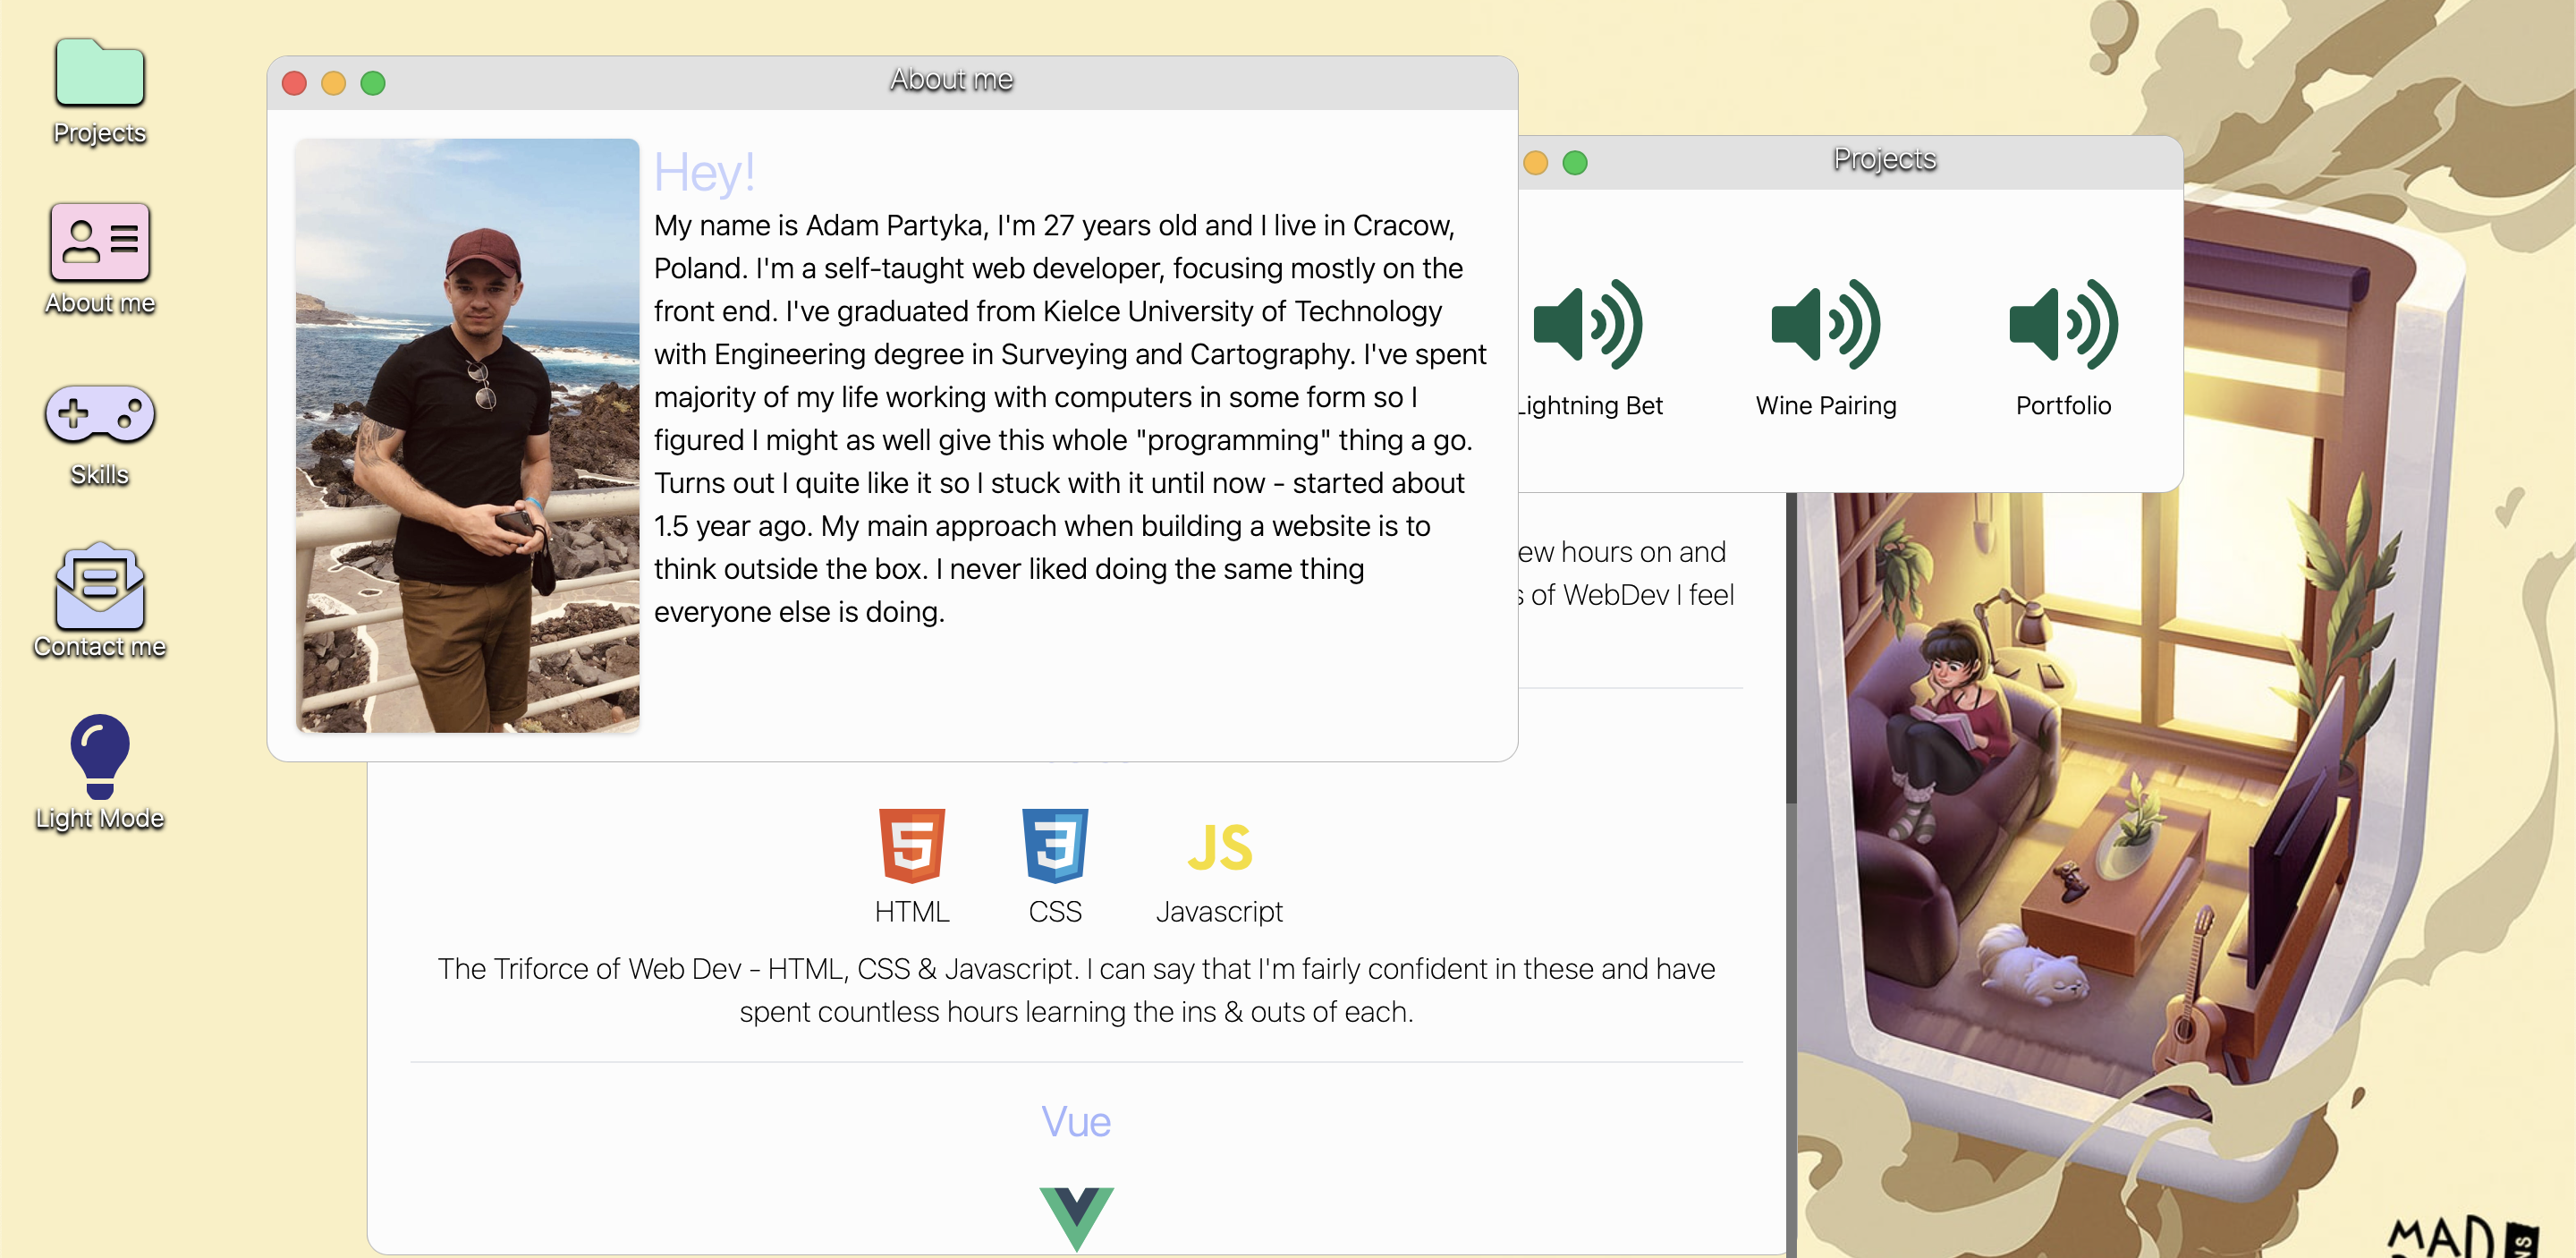 Projects
About me
Skills
Contact me
Light Mode
About me
Hey!
My name is Adam Partyka, I'm 27 years old and I live in Cracow,
Poland. I'm a self-taught web developer, focusing mostly on the
front end. I've graduated from Kielce University of Technology
with Engineering degree in Surveying and Cartography. I've spent
majority of my life working with computers in some form so I
figured I might as well give this whole "programming" thing a go.
Turns out I quite like it so I stuck with it until now - started about
1.5 year ago. My main approach when building a website is to
think outside the box. I never liked doing the same thing
everyone else is doing.
Projects
Lightning Bet
Wine Pairing
Portfolio
hours on and
of WebDev I feel
5
3
JS
HTML
CSS
Javascript
The Triforce of Web Dev - HTML, CSS & Javascript. I can say that I'm fairly confident in these and have
spent countless hours learning the ins & outs of each.
Vue
MAD